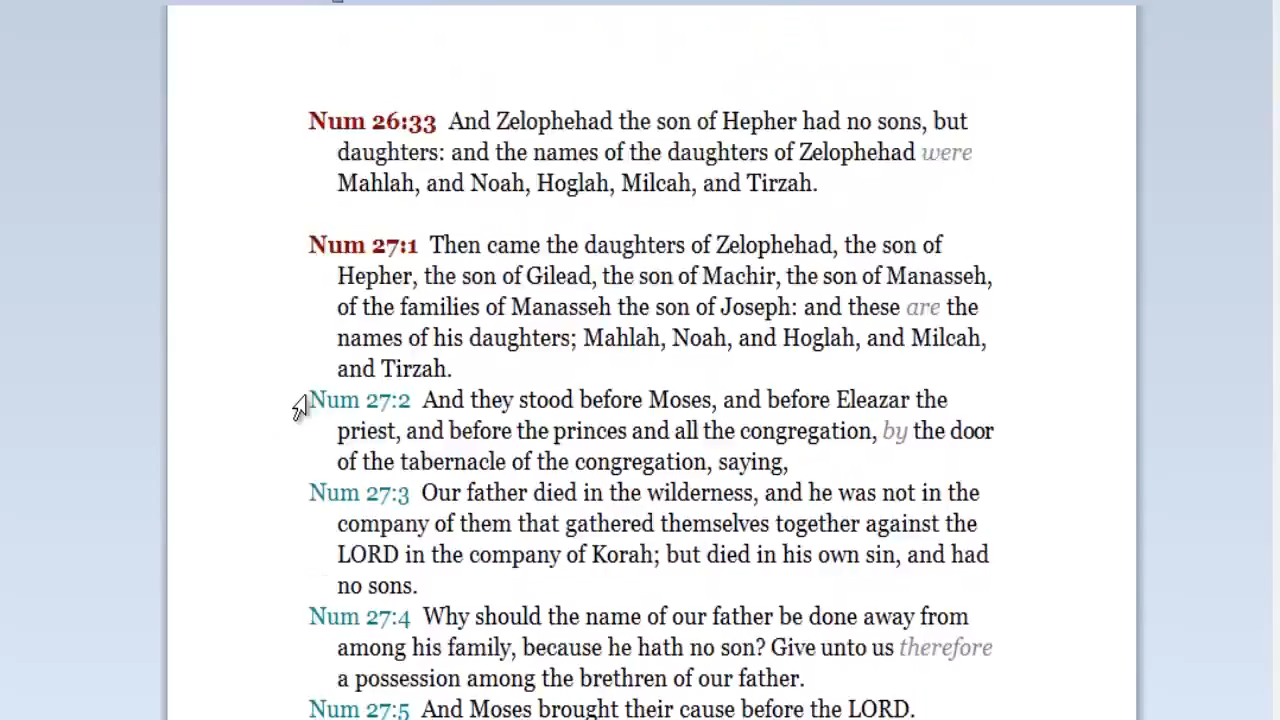 Num 26:33 And Zelophehad the son of Hepher had no sons, but
daughters: and the names of the daughters of Zelophehad were
Mahlah, and Noah, Hoglah, Milcah, and Tirzah.
Num 27:1 Then came the daughters of Zelophehad, the son of
Hepher, the son of Gilead, the son of Machir, the son of Manasseh,
of the families of Manasseh the son of Joseph: and these are the
names of his daughters; Mahlah, Noah, and Hoglah, and Milcah,
and Tirzah.
Num 27:2 And they stood before Moses, and before Eleazar the
priest, and before the princes and all the congregation, by the door
of the tabernacle of the congregation, saying,
Num 27:3 Our father died in the wilderness, and he was not in the
company of them that gathered themselves together against the
LORD in the company of Korah; but died in his own sin, and had
no sons.
Num 27:4 Why should the name of our father be done away from
among his family, because he hath no son? Give unto us therefore
a possession among the brethren of our father.
Num 27:5 And Moses brought their cause before the LORD.